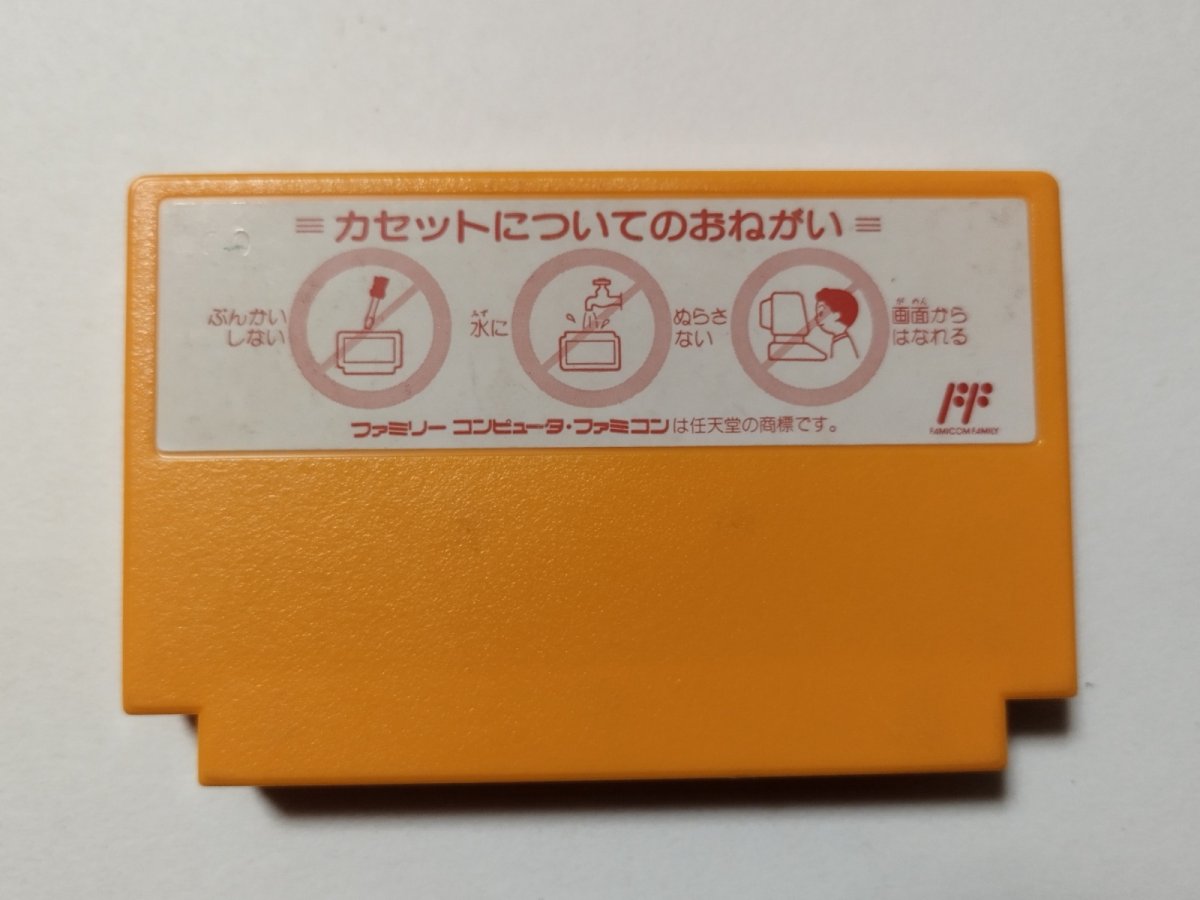 カセットについてのおねがい
ぶんかい
しない
みず
水に
ぬらさ
ない
が めん
画面から
はなれる
ファミリー コンピュータ・ファミコンは任天堂の商標です。
FF
FAMICOM FAMILY